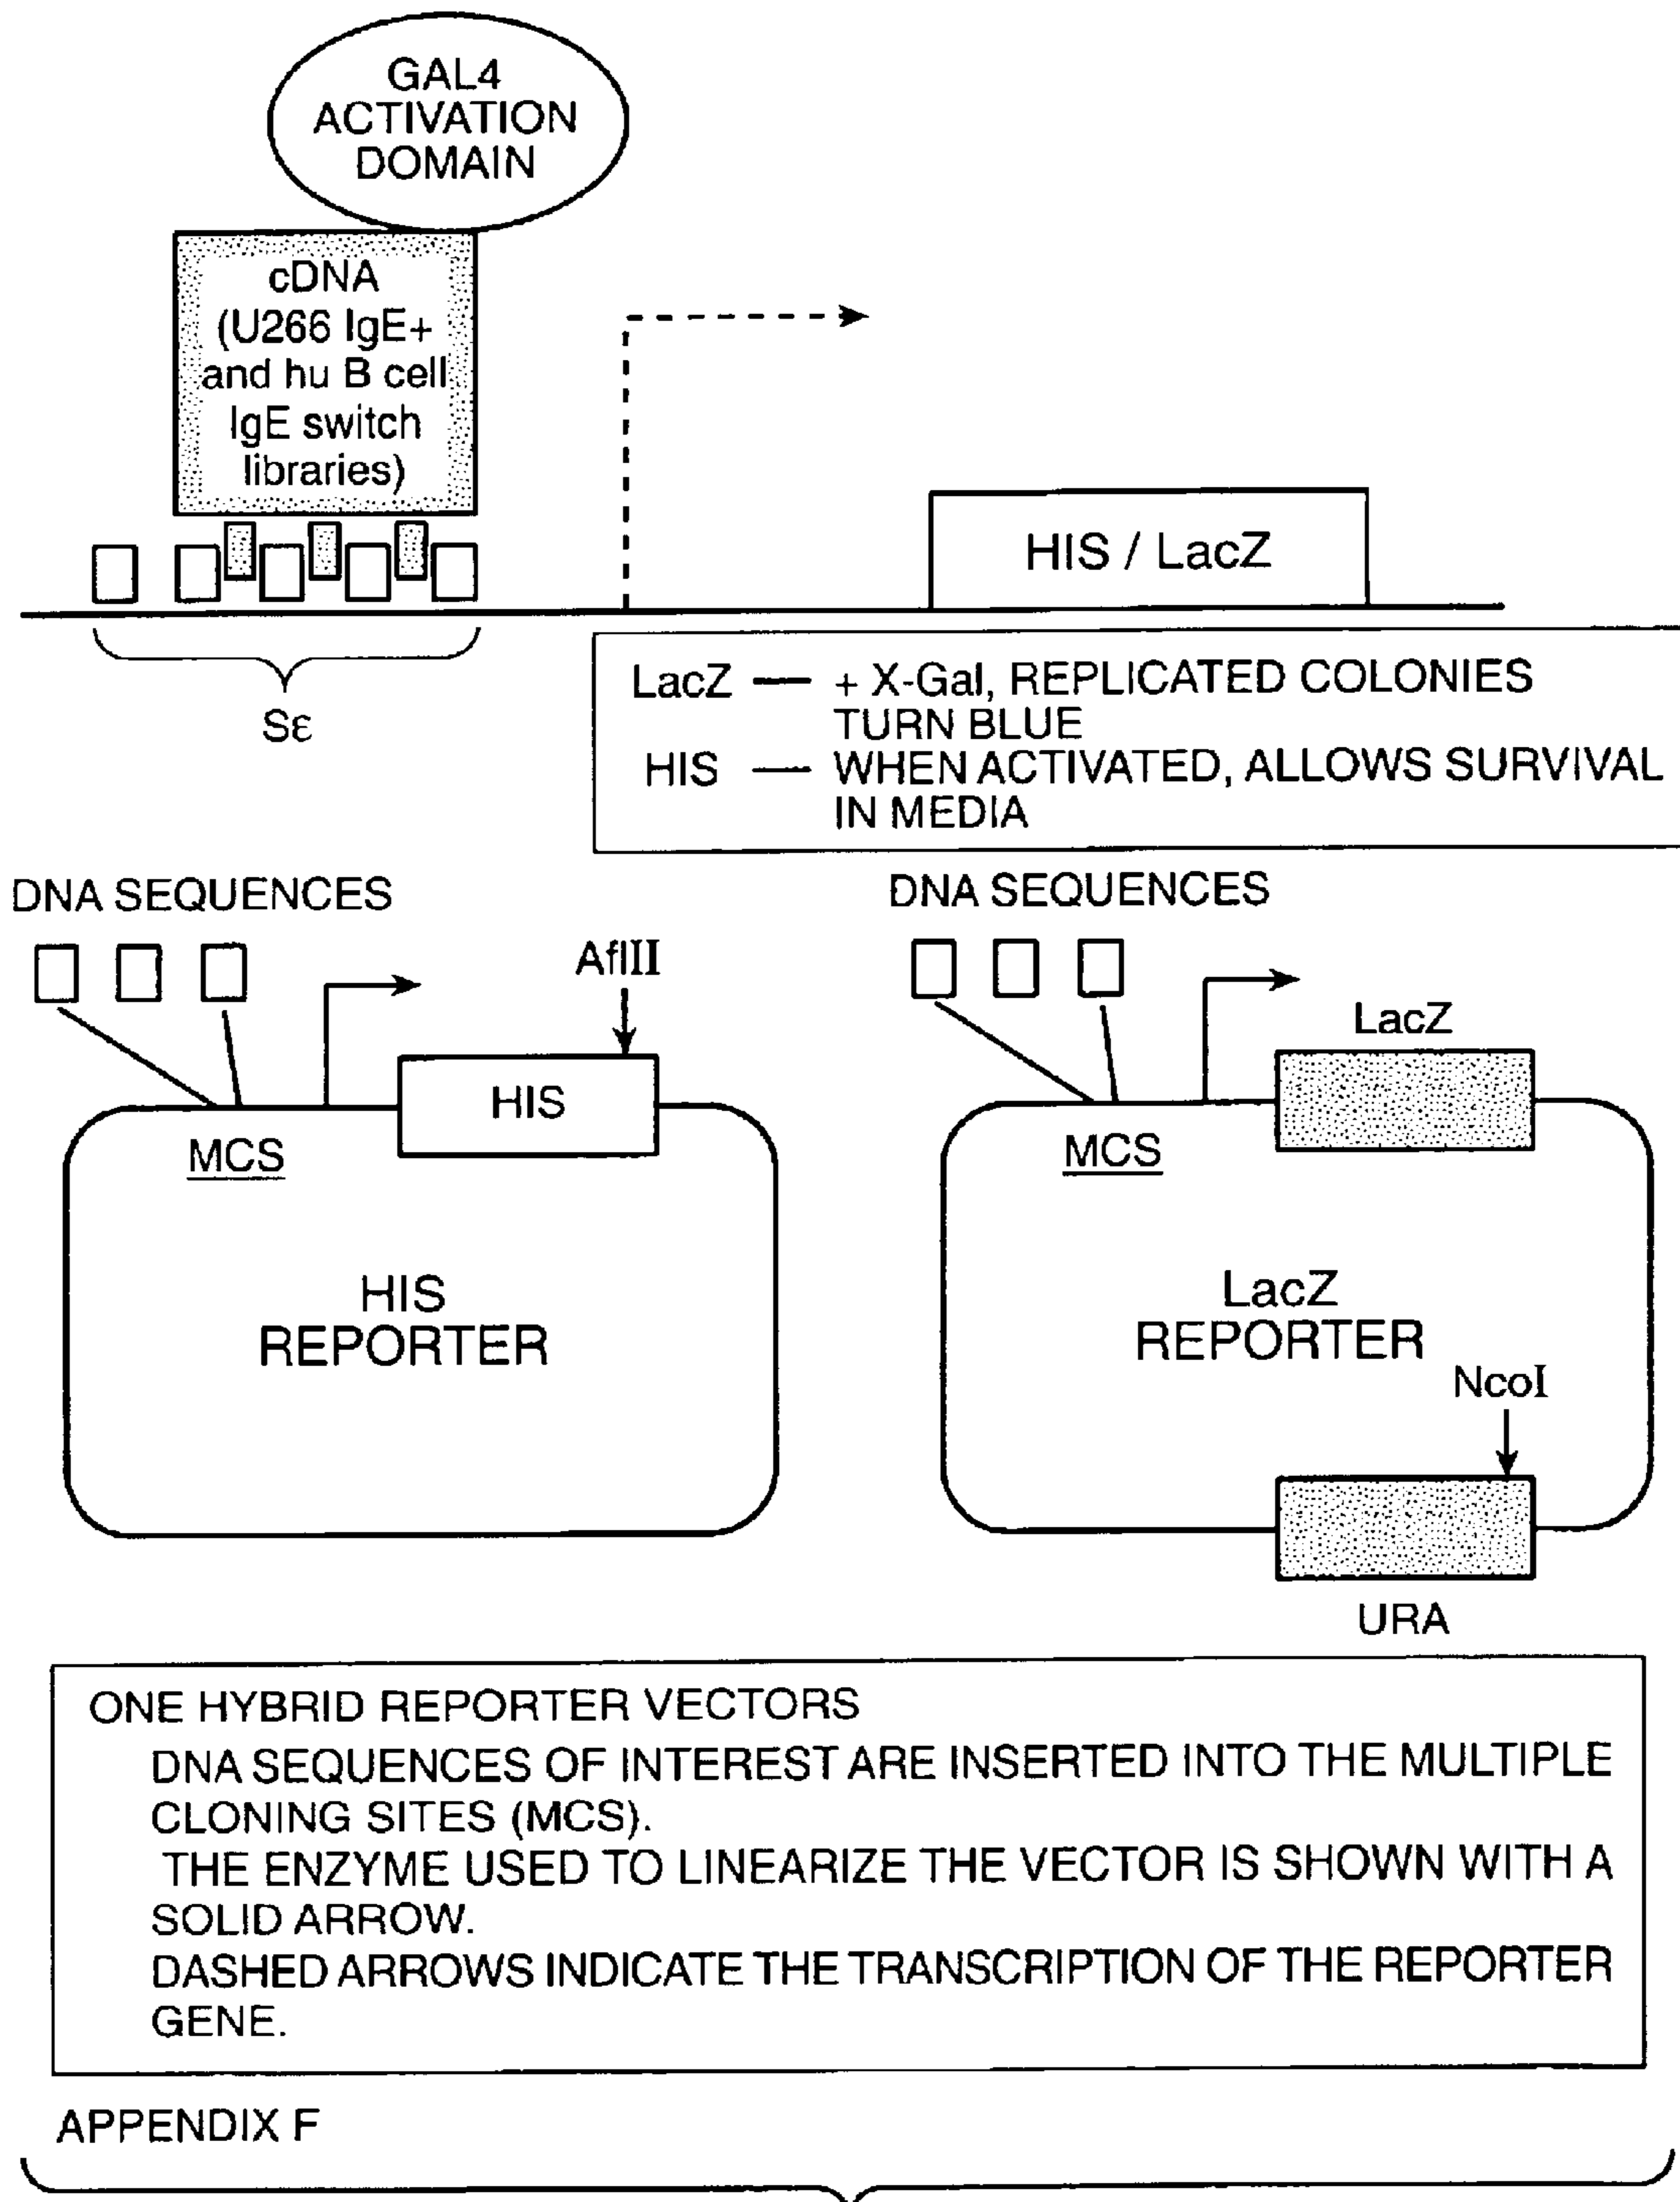 GAL4
ACTIVATION
DOMAIN
cDNA
(U266 IgE+
and hu B cell
IgE switch
libraries)
HIS / LacZ
Sε
LacZ — + X-Gal, REPLICATED COLONIES
TURN BLUE
HIS — WHEN ACTIVATED, ALLOWS SURVIVAL
IN MEDIA
DNA SEQUENCES
AflII
HIS
MCS
HIS
REPORTER
DNA SEQUENCES
LacZ
MCS
LacZ
REPORTER
NcoI
URA
ONE HYBRID REPORTER VECTORS
DNA SEQUENCES OF INTEREST ARE INSERTED INTO THE MULTIPLE
CLONING SITES (MCS).
THE ENZYME USED TO LINEARIZE THE VECTOR IS SHOWN WITH A
SOLID ARROW.
DASHED ARROWS INDICATE THE TRANSCRIPTION OF THE REPORTER
GENE.
APPENDIX F